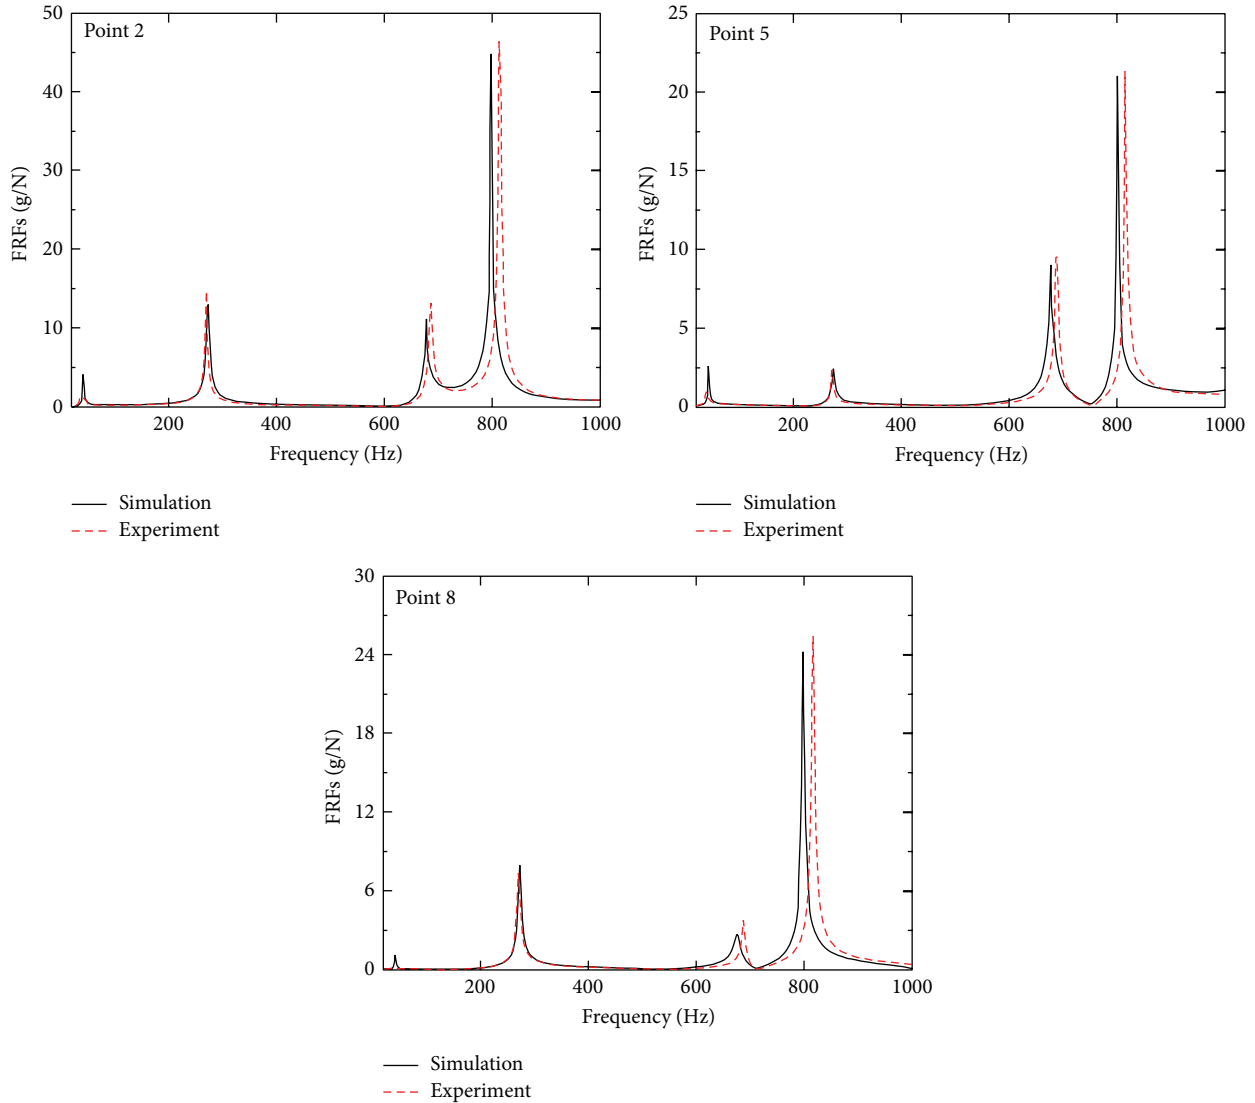 Point 2
50
40
30
20
10
0
FRFs (g/N)
200
400
600
800
1000
Frequency (Hz)
Simulation
Experiment
Point 5
25
20
15
10
5
0
FRFs (g/N)
200
400
600
800
1000
Frequency (Hz)
Simulation
Experiment
Point 8
30
24
18
12
6
0
FRFs (g/N)
200
400
600
800
1000
Frequency (Hz)
Simulation
Experiment